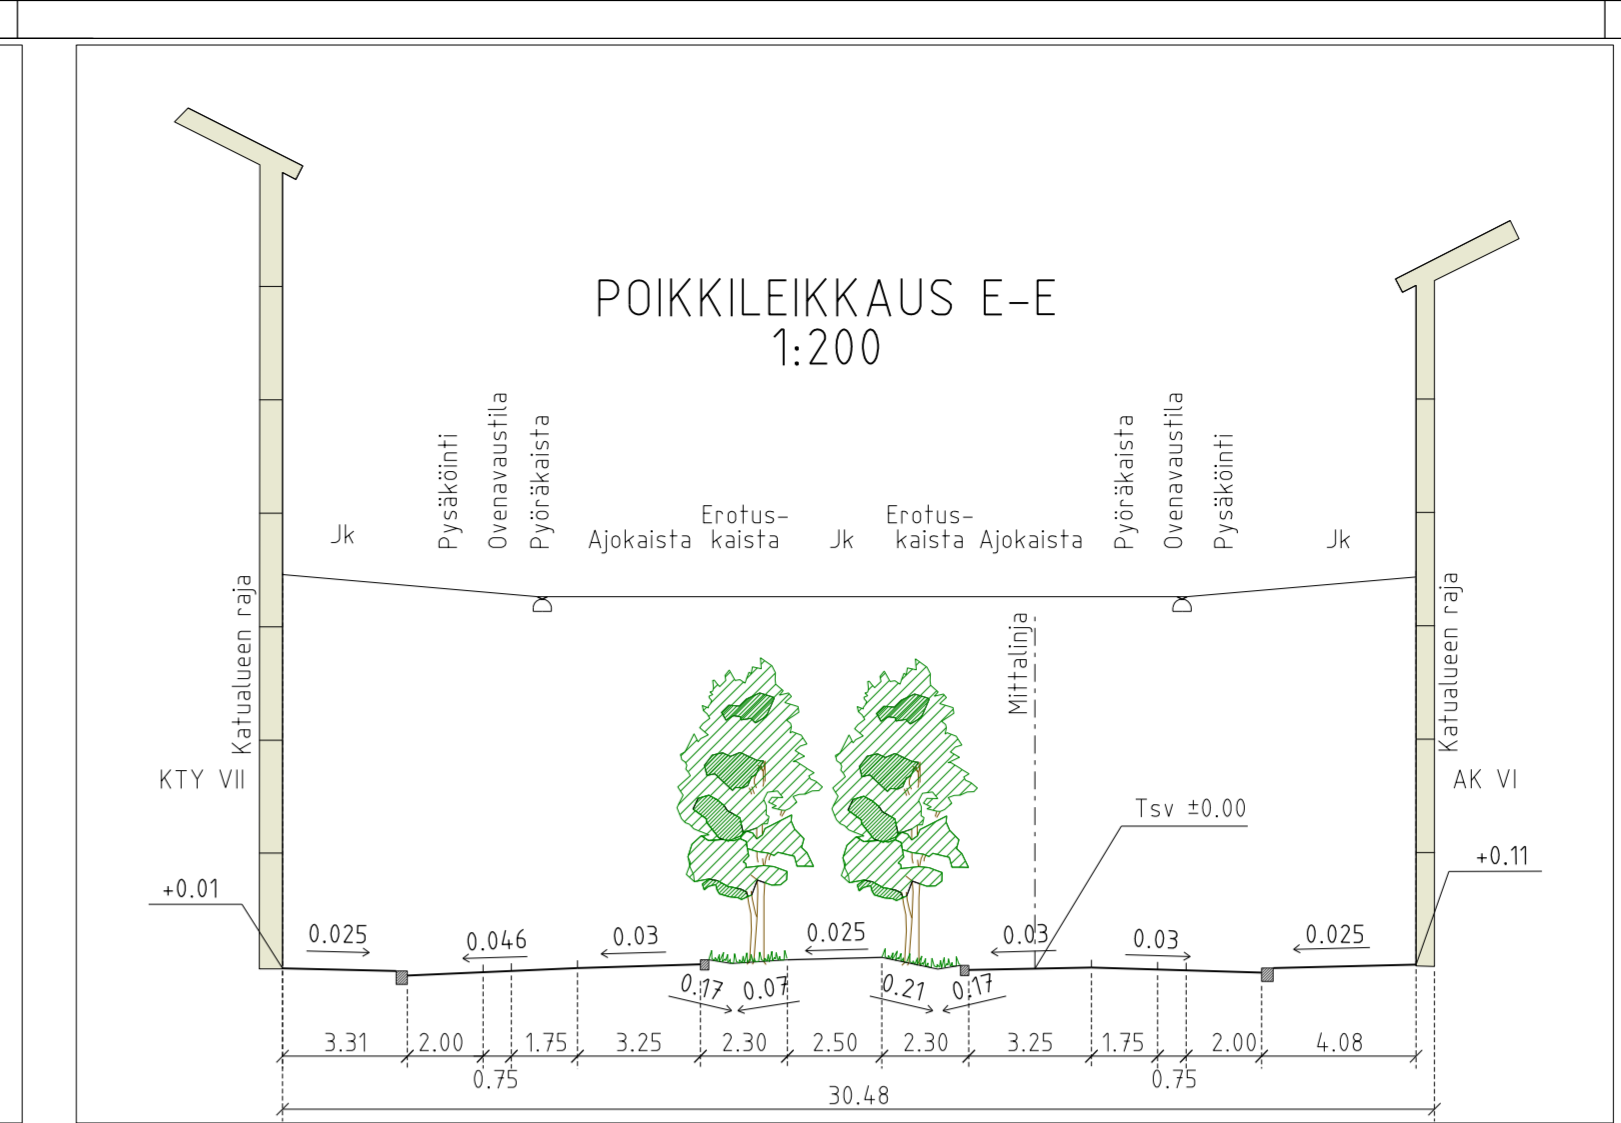 POIKKILEIKKAUS E-E
1:200
Jk
Pysäköinti
Ovenavaustila
Pyöräkaista
Ajokaista
Erotus-
kaista
Jk
Erotus-
kaista
Ajokaista
Pyöräkaista
Ovenavaustila
Pysäköinti
Jk
Katualueen raja
Mittalinja
Katualueen raja
KTY VII
AK VI
Tsv ±0.00
+0.01
+0.11
0.025
0.046
0.03
0.025
0.03
0.03
0.025
0.17
0.07
0.21
0.17
3.31
2.00
0.75
1.75
3.25
2.30
2.50
2.30
3.25
1.75
0.75
2.00
4.08
30.48